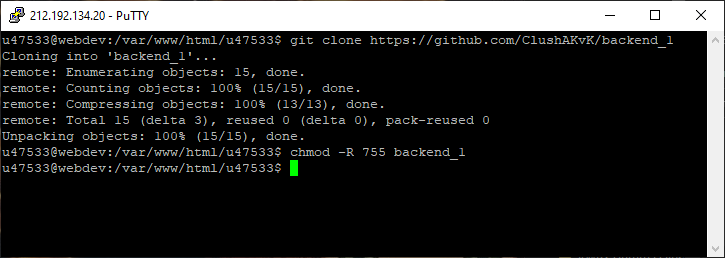 212.192.134.20 - PuTTY
u47533@webdev:/var/www/html/u47533$ git clone https://github.com/ClushAKvK/backend_1
Cloning into 'backend_1'...
remote: Enumerating objects: 15, done.
remote: Counting objects: 100% (15/15), done.
remote: Compressing objects: 100% (13/13), done.
remote: Total 15 (delta 3), reused 0 (delta 0), pack-reused 0
Unpacking objects: 100% (15/15), done.
u47533@webdev:/var/www/html/u47533$ chmod -R 755 backend_1
u47533@webdev:/var/www/html/u47533$